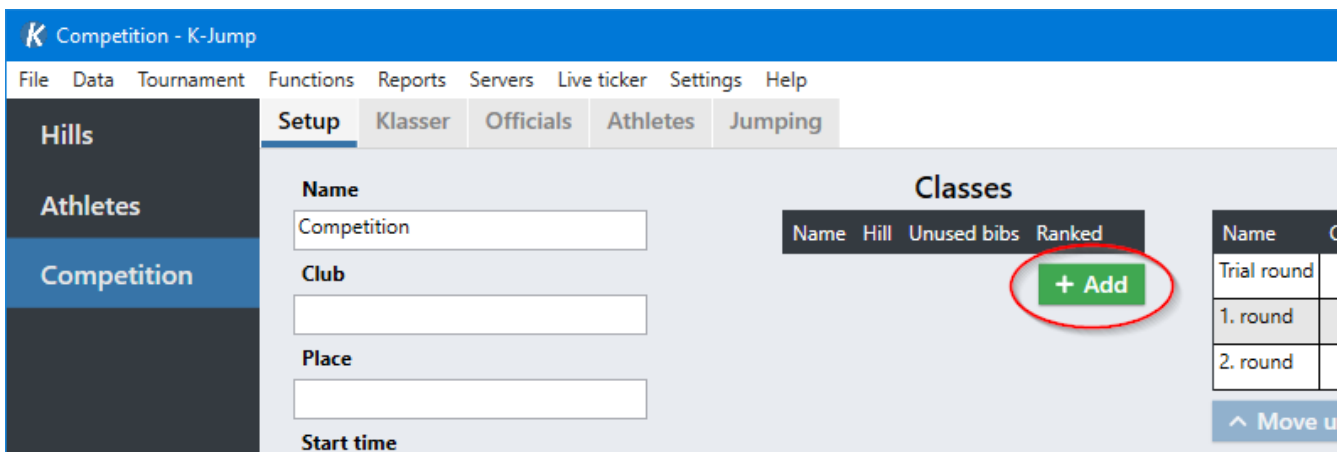 Competition - K-Jump
File Data Tournament Functions Reports Servers Live ticker Settings Help
Hills
Athletes
Competition
Setup Klasser Officials Athletes Jumping
Name
Competition
Club
Place
Start time
Classes
Name Hill Unused bibs Ranked
+ Add
Name
Trial round
1. round
2. round
Move